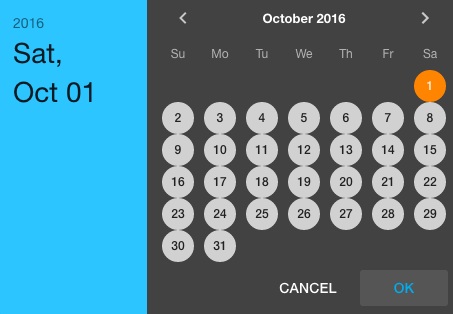 2016
Sat,
Oct 01
October 2016
Su Mo Tu We Th Fr Sa
1
2 3 4 5 6 7 8
9 10 11 12 13 14 15
16 17 18 19 20 21 22
23 24 25 26 27 28 29
30 31
CANCEL OK